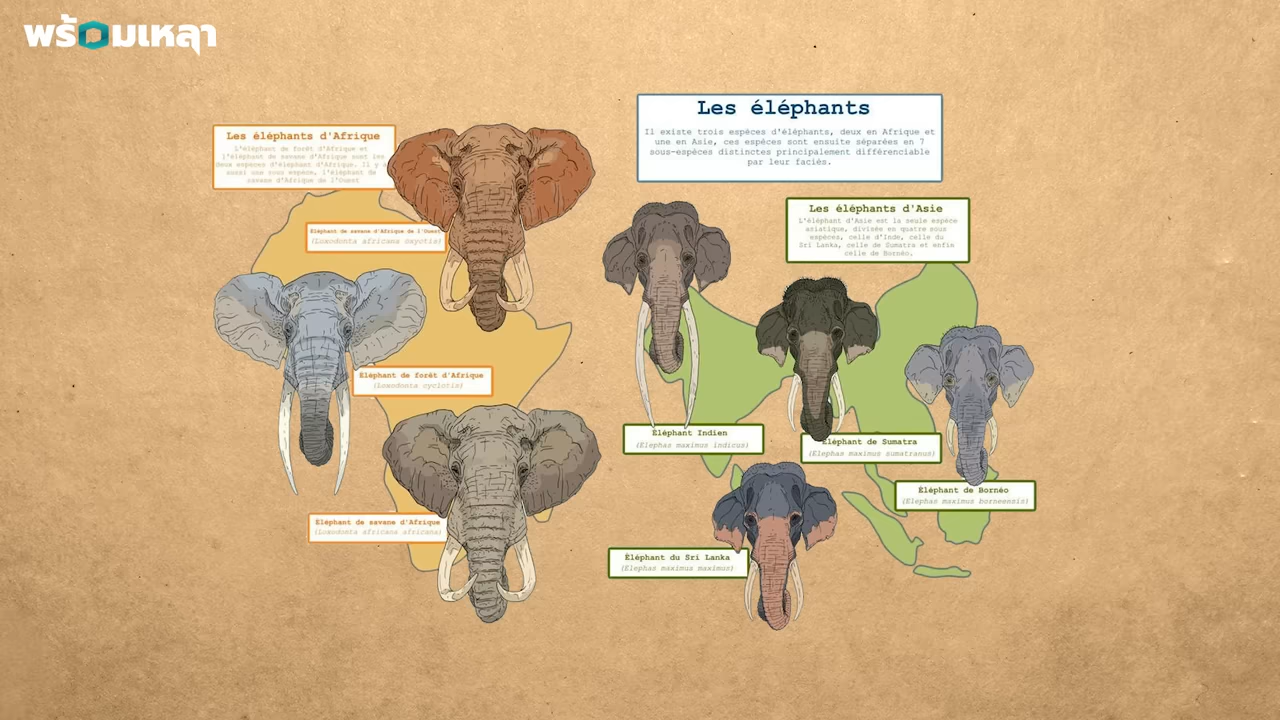 พร้อมเหลา
Les éléphants
Il existe trois espèces d'éléphants, deux en Afrique et
une en Asie, ces espèces sont ensuite séparées en 7
sous-espèces distinctes principalement différenciable
par leur faciès.
Les éléphants d'Afrique
L'éléphant de forêt d'Afrique et
l'éléphant de savane d'Afrique sont les
deux espèces d'éléphant d'Afrique. Il y a
aussi une sous espèce, l'éléphant de
savane d'Afrique de l'Ouest
Éléphant de savane d'Afrique de l'Ouest
(Loxodonta africana oxyotis)
Éléphant de forêt d'Afrique
(Loxodonta cyclotis)
Éléphant de savane d'Afrique
(Loxodonta africana africana)
Les éléphants d'Asie
L'éléphant d'Asie est la seule espèce
asiatique, divisée en quatre sous
espèces, celle d'Inde, celle du
Sri Lanka, celle de Sumatra et enfin
celle de Bornéo.
Éléphant Indien
(Elephas maximus indicus)
Éléphant de Sumatra
(Elephas maximus sumatranus)
Éléphant de Bornéo
(Elephas maximus borneensis)
Éléphant du Sri Lanka
(Elephas maximus maximus)